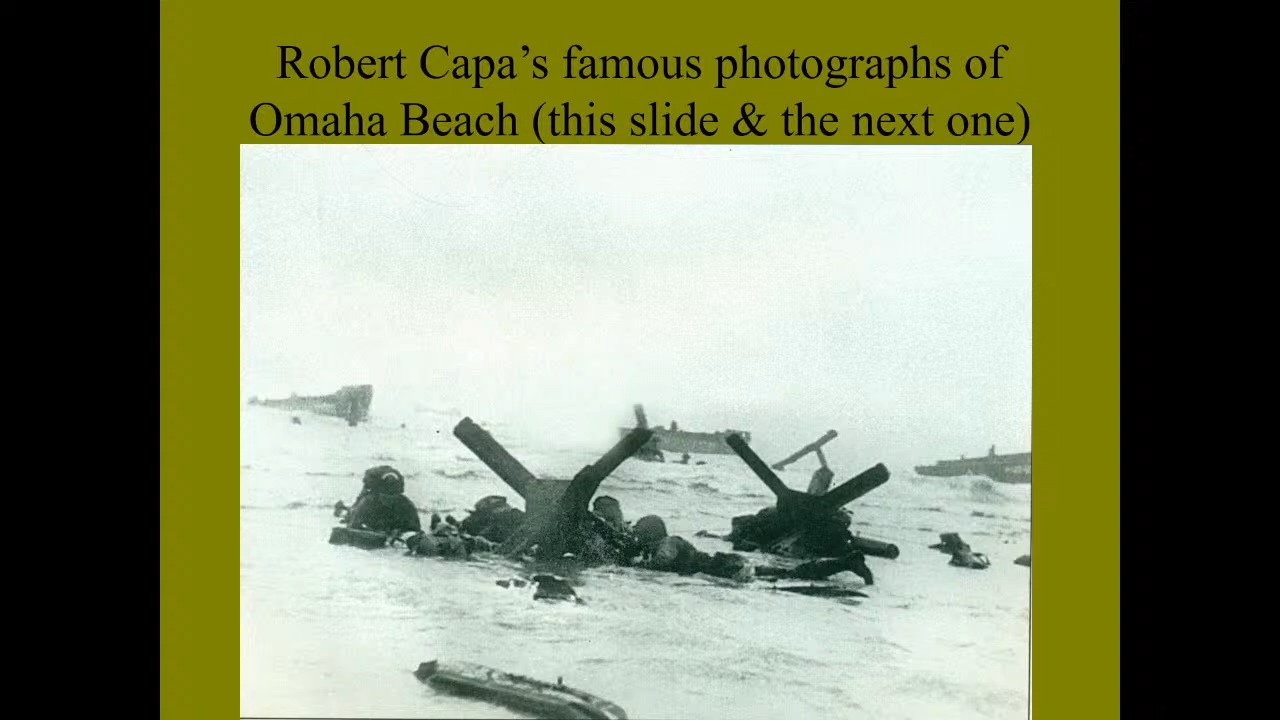 Robert Capa’s famous photographs of
Omaha Beach (this slide & the next one)